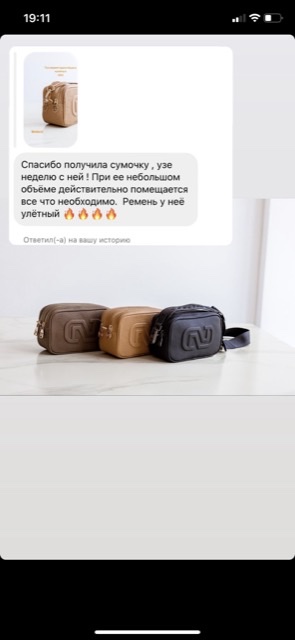 19:11
Спасибо получила сумочку , узе
неделю с ней ! При ее небольшом
объёме действительно помещается
все что необходимо. Ремень у неё
улётный 🔥🔥🔥🔥
Ответил(-а) на вашу историю